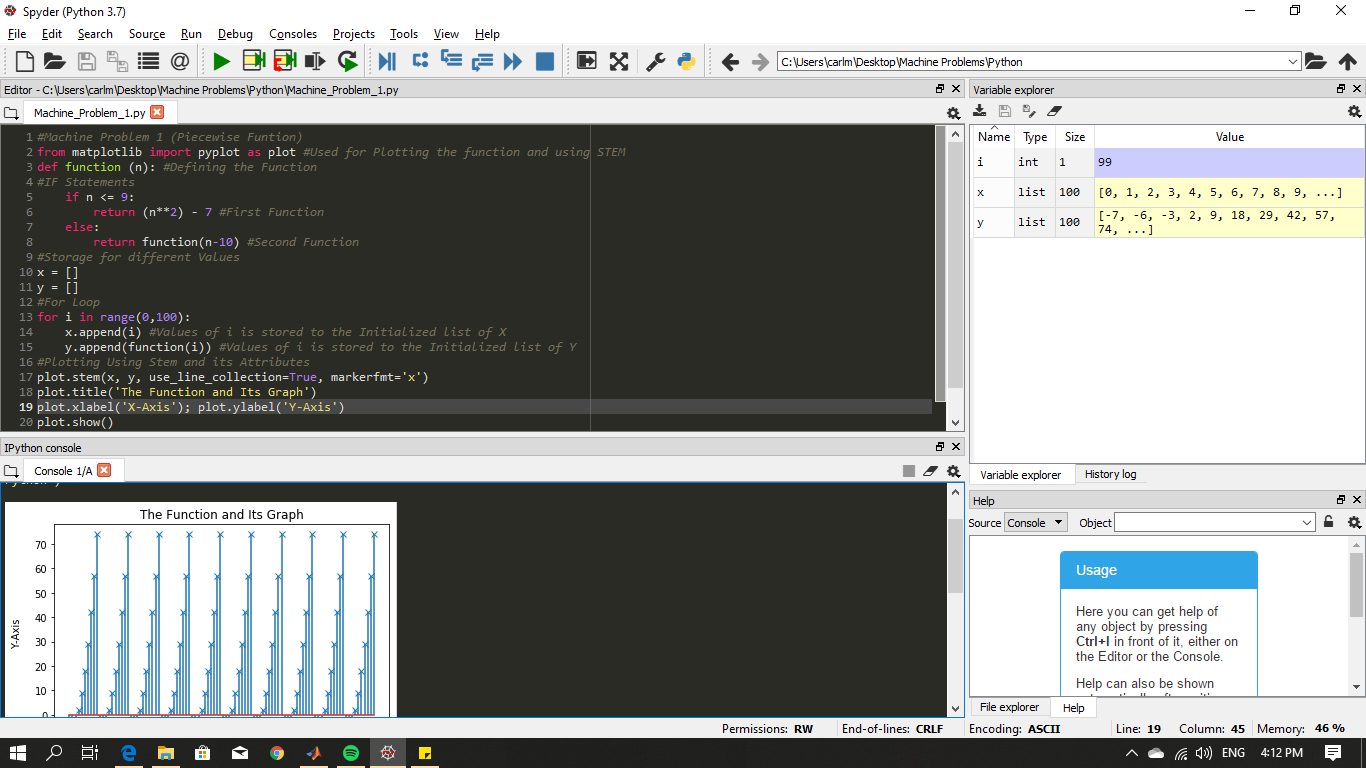 Spyder (Python 3.7)
File Edit Search Source Run Debug Consoles Projects Tools View Help
C:\Users\carlm\Desktop\Machine Problems\Python
Editor - C:\Users\carlm\Desktop\Machine Problems\Python\Machine_Problem_1.py
Machine_Problem_1.py
1 #Machine Problem 1 (Piecewise Funtion)
2 from matplotlib import pyplot as plot #Used for Plotting the function and using STEM
3 def function (n): #Defining the Function
4 #IF Statements
5     if n <= 9:
6         return (n**2) - 7 #First Function
7     else:
8         return function(n-10) #Second Function
9 #Storage for different Values
10 x = []
11 y = []
12 #For Loop
13 for i in range(0,100):
14     x.append(i) #Values of i is stored to the Initialized list of X
15     y.append(function(i)) #Values of i is stored to the Initialized list of Y
16 #Plotting Using Stem and its Attributes
17 plot.stem(x, y, use_line_collection=True, markerfmt='x')
18 plot.title('The Function and Its Graph')
19 plot.xlabel('X-Axis'); plot.ylabel('Y-Axis')
20 plot.show()
IPython console
Console 1/A
The Function and Its Graph
70
60
50
40
30
20
10
0
Y-Axis
Variable explorer
Name Type Size Value
i int 1 99
x list 100 [0, 1, 2, 3, 4, 5, 6, 7, 8, 9, ...]
y list 100 [-7, -6, -3, 2, 9, 18, 29, 42, 57,
74, ...]
Variable explorer History log
Help
Source Console Object
Usage
Here you can get help of
any object by pressing
Ctrl+I in front of it, either on
the Editor or the Console.
Help can also be shown
File explorer Help
Permissions: RW End-of-lines: CRLF Encoding: ASCII Line: 19 Column: 45 Memory: 46 %
ENG 4:12 PM